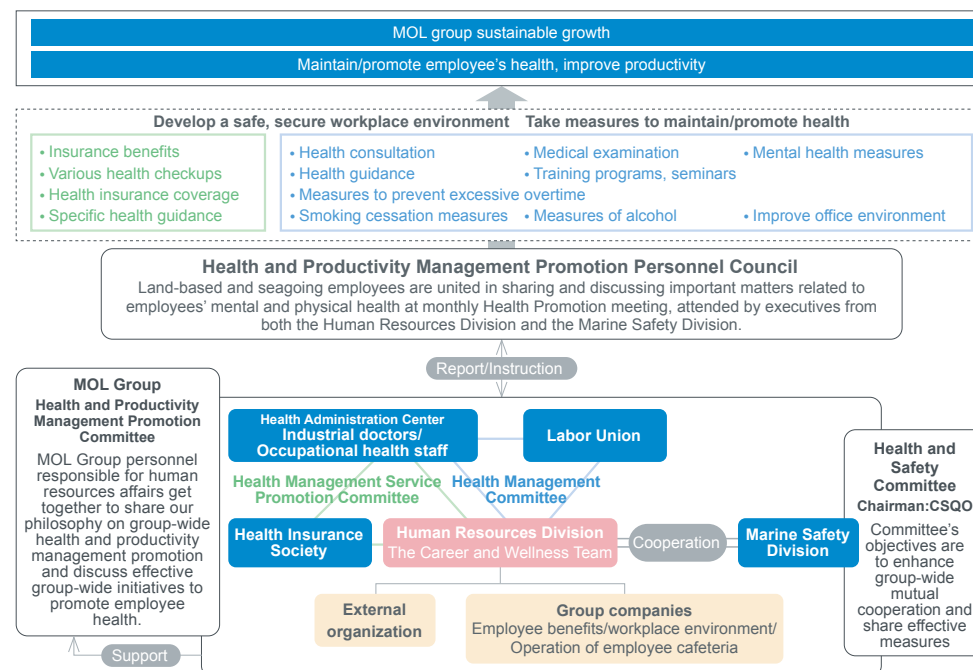 MOL group sustainable growth
Maintain/promote employee's health, improve productivity
Develop a safe, secure workplace environment Take measures to maintain/promote health
• Insurance benefits
• Various health checkups
• Health insurance coverage
• Specific health guidance
• Health consultation
• Medical examination
• Mental health measures
• Health guidance
• Training programs, seminars
• Measures to prevent excessive overtime
• Smoking cessation measures
• Measures of alcohol
• Improve office environment
Health and Productivity Management Promotion Personnel Council
Land-based and seagoing employees are united in sharing and discussing important matters related to
employees' mental and physical health at monthly Health Promotion meeting, attended by executives from
both the Human Resources Division and the Marine Safety Division.
Report/Instruction
MOL Group
Health and Productivity
Management Promotion
Committee
MOL Group personnel
responsible for human
resources affairs get
together to share our
philosophy on group-wide
health and productivity
management promotion
and discuss effective
group-wide initiatives to
promote employee
health.
Support
Health Administration Center
Industrial doctors/
Occupational health staff
Labor Union
Health Management Service
Promotion Committee
Health Management
Committee
Health Insurance
Society
Human Resources Division
The Career and Wellness Team
Cooperation
Marine Safety
Division
External
organization
Group companies
Employee benefits/workplace environment/
Operation of employee cafeteria
Health and
Safety
Committee
Chairman:CSQO
Committee's
objectives are
to enhance
group-wide
mutual
cooperation and
share effective
measures